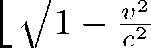 ⌊ √1 − v²/c²